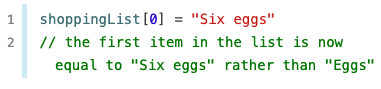 1 shoppingList[0] = "Six eggs"
2 // the first item in the list is now
equal to "Six eggs" rather than "Eggs"